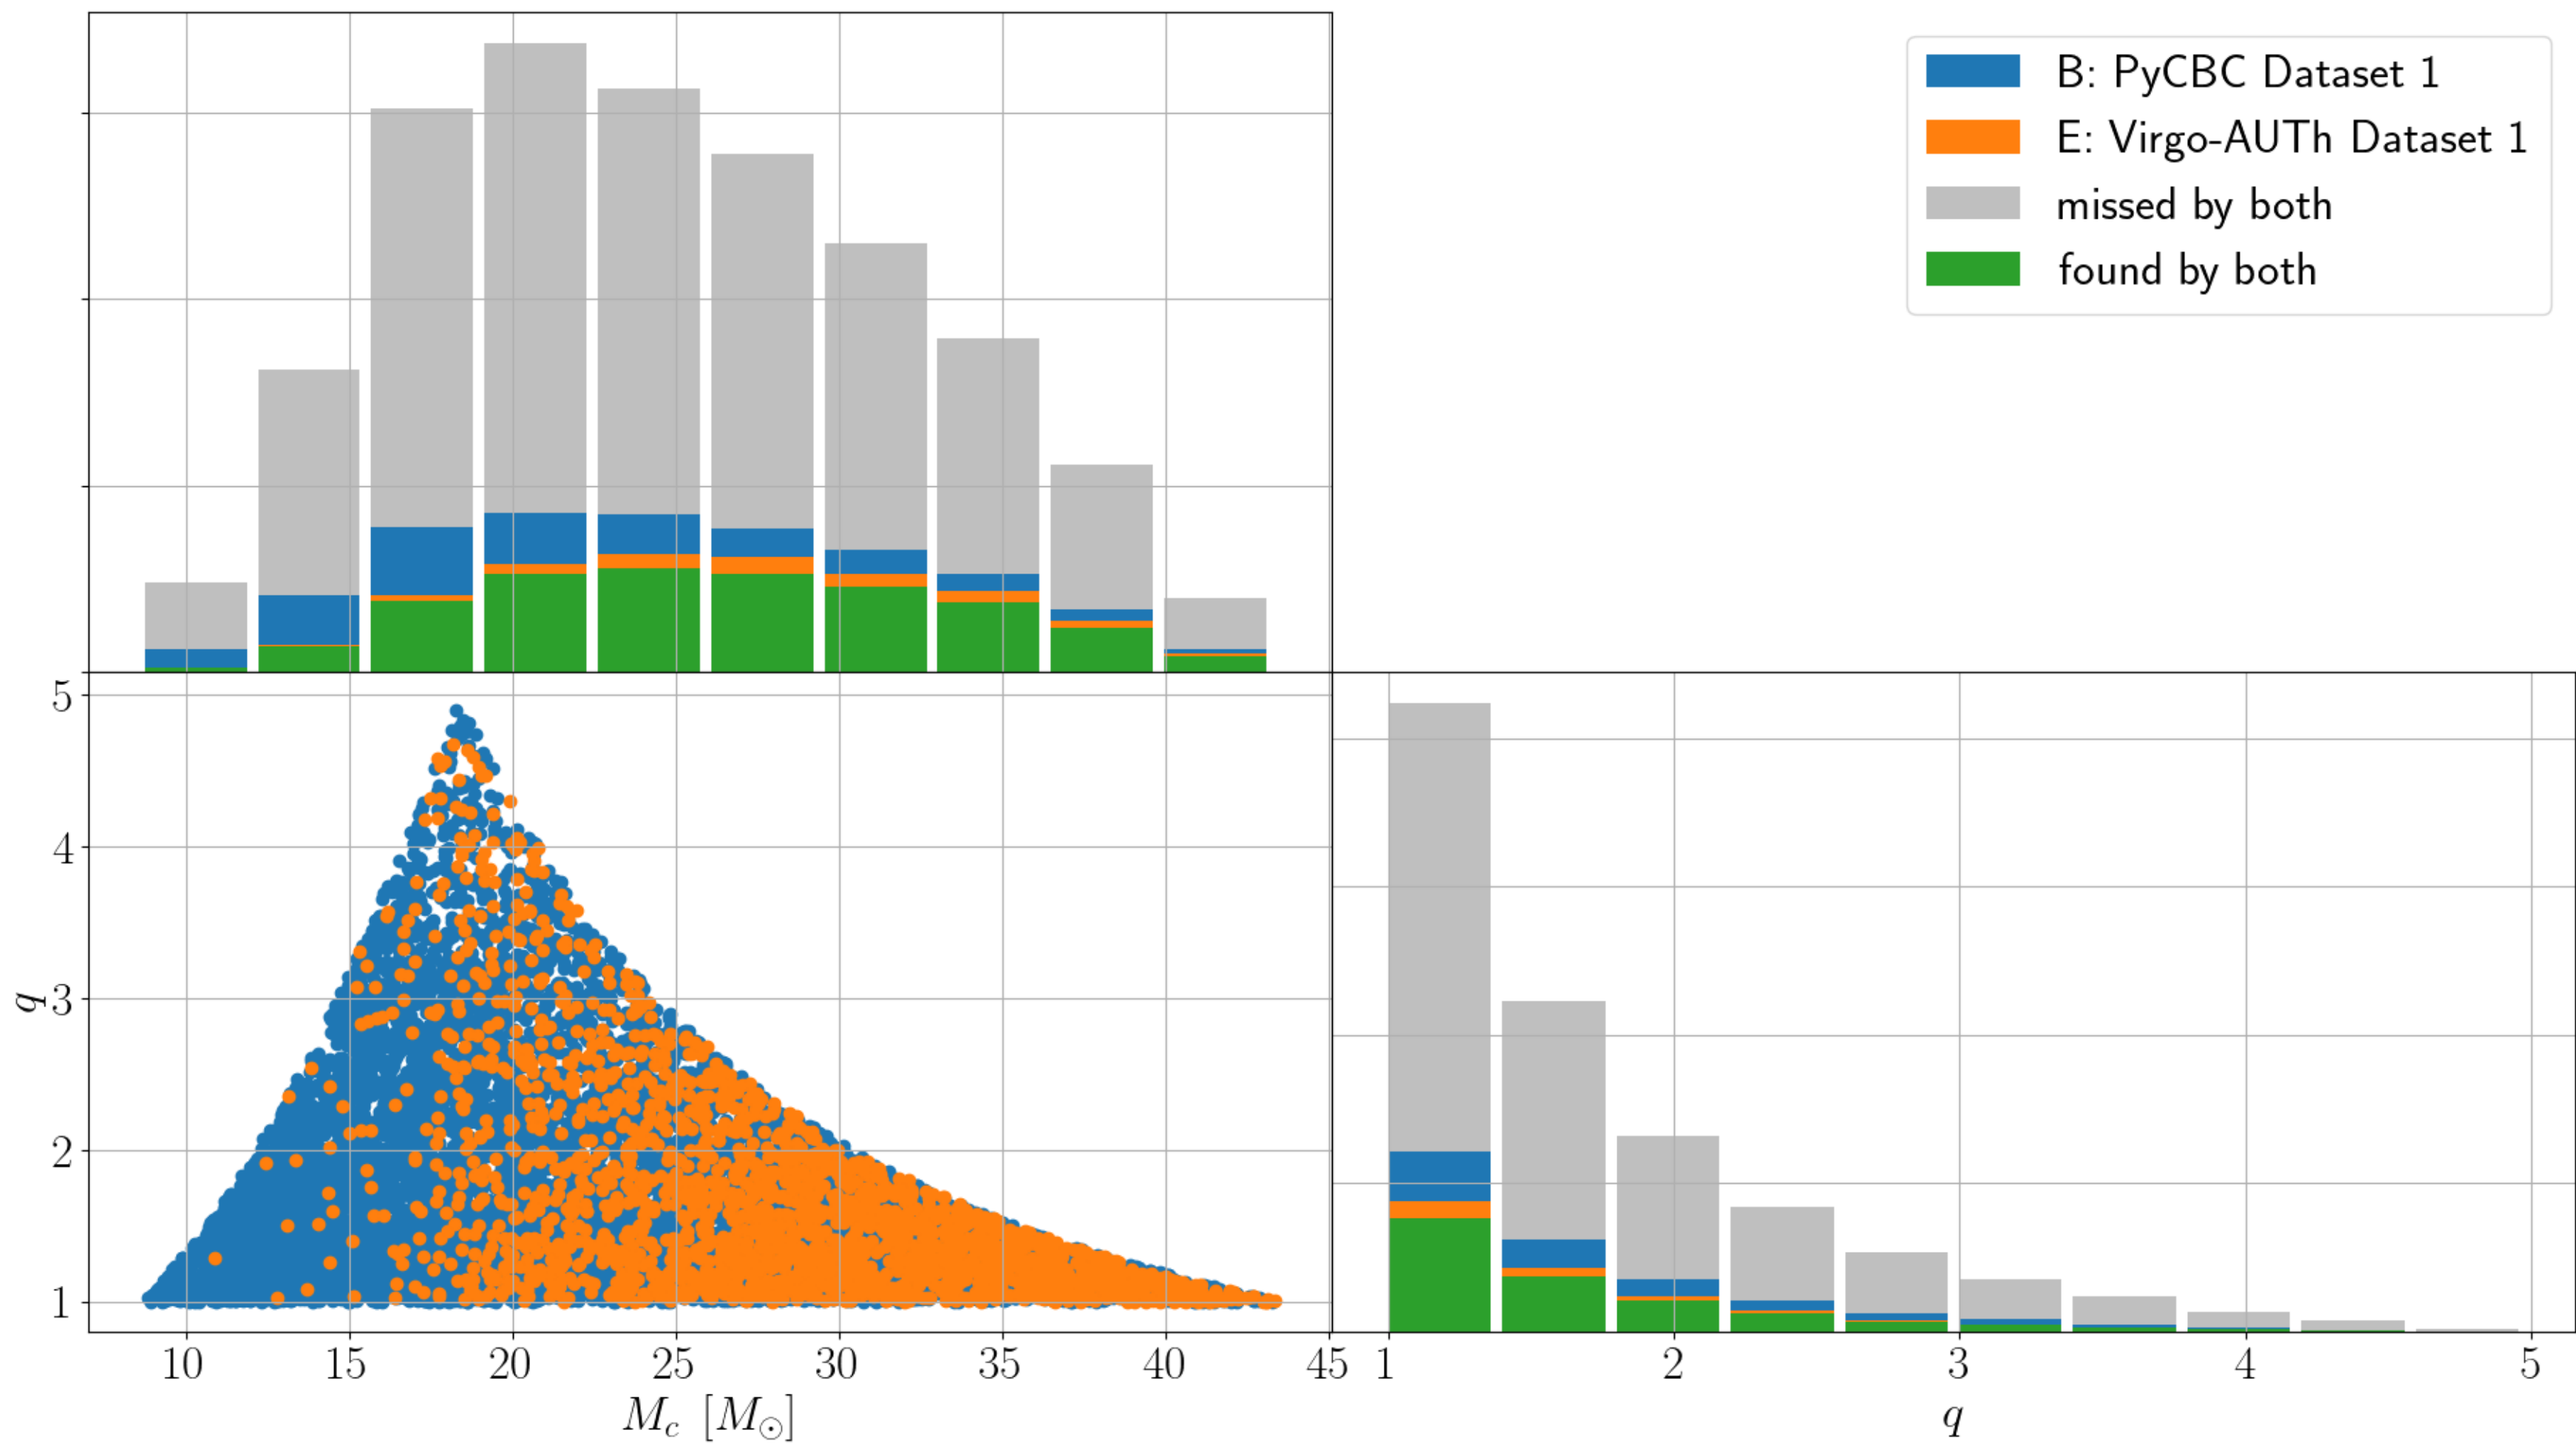 B: PyCBC Dataset 1
E: Virgo-AUTh Dataset 1
missed by both
found by both
5
4
3
2
1
q
10 15 20 25 30 35 40 45
M_c [M_⊙]
1 2 3 4 5
q